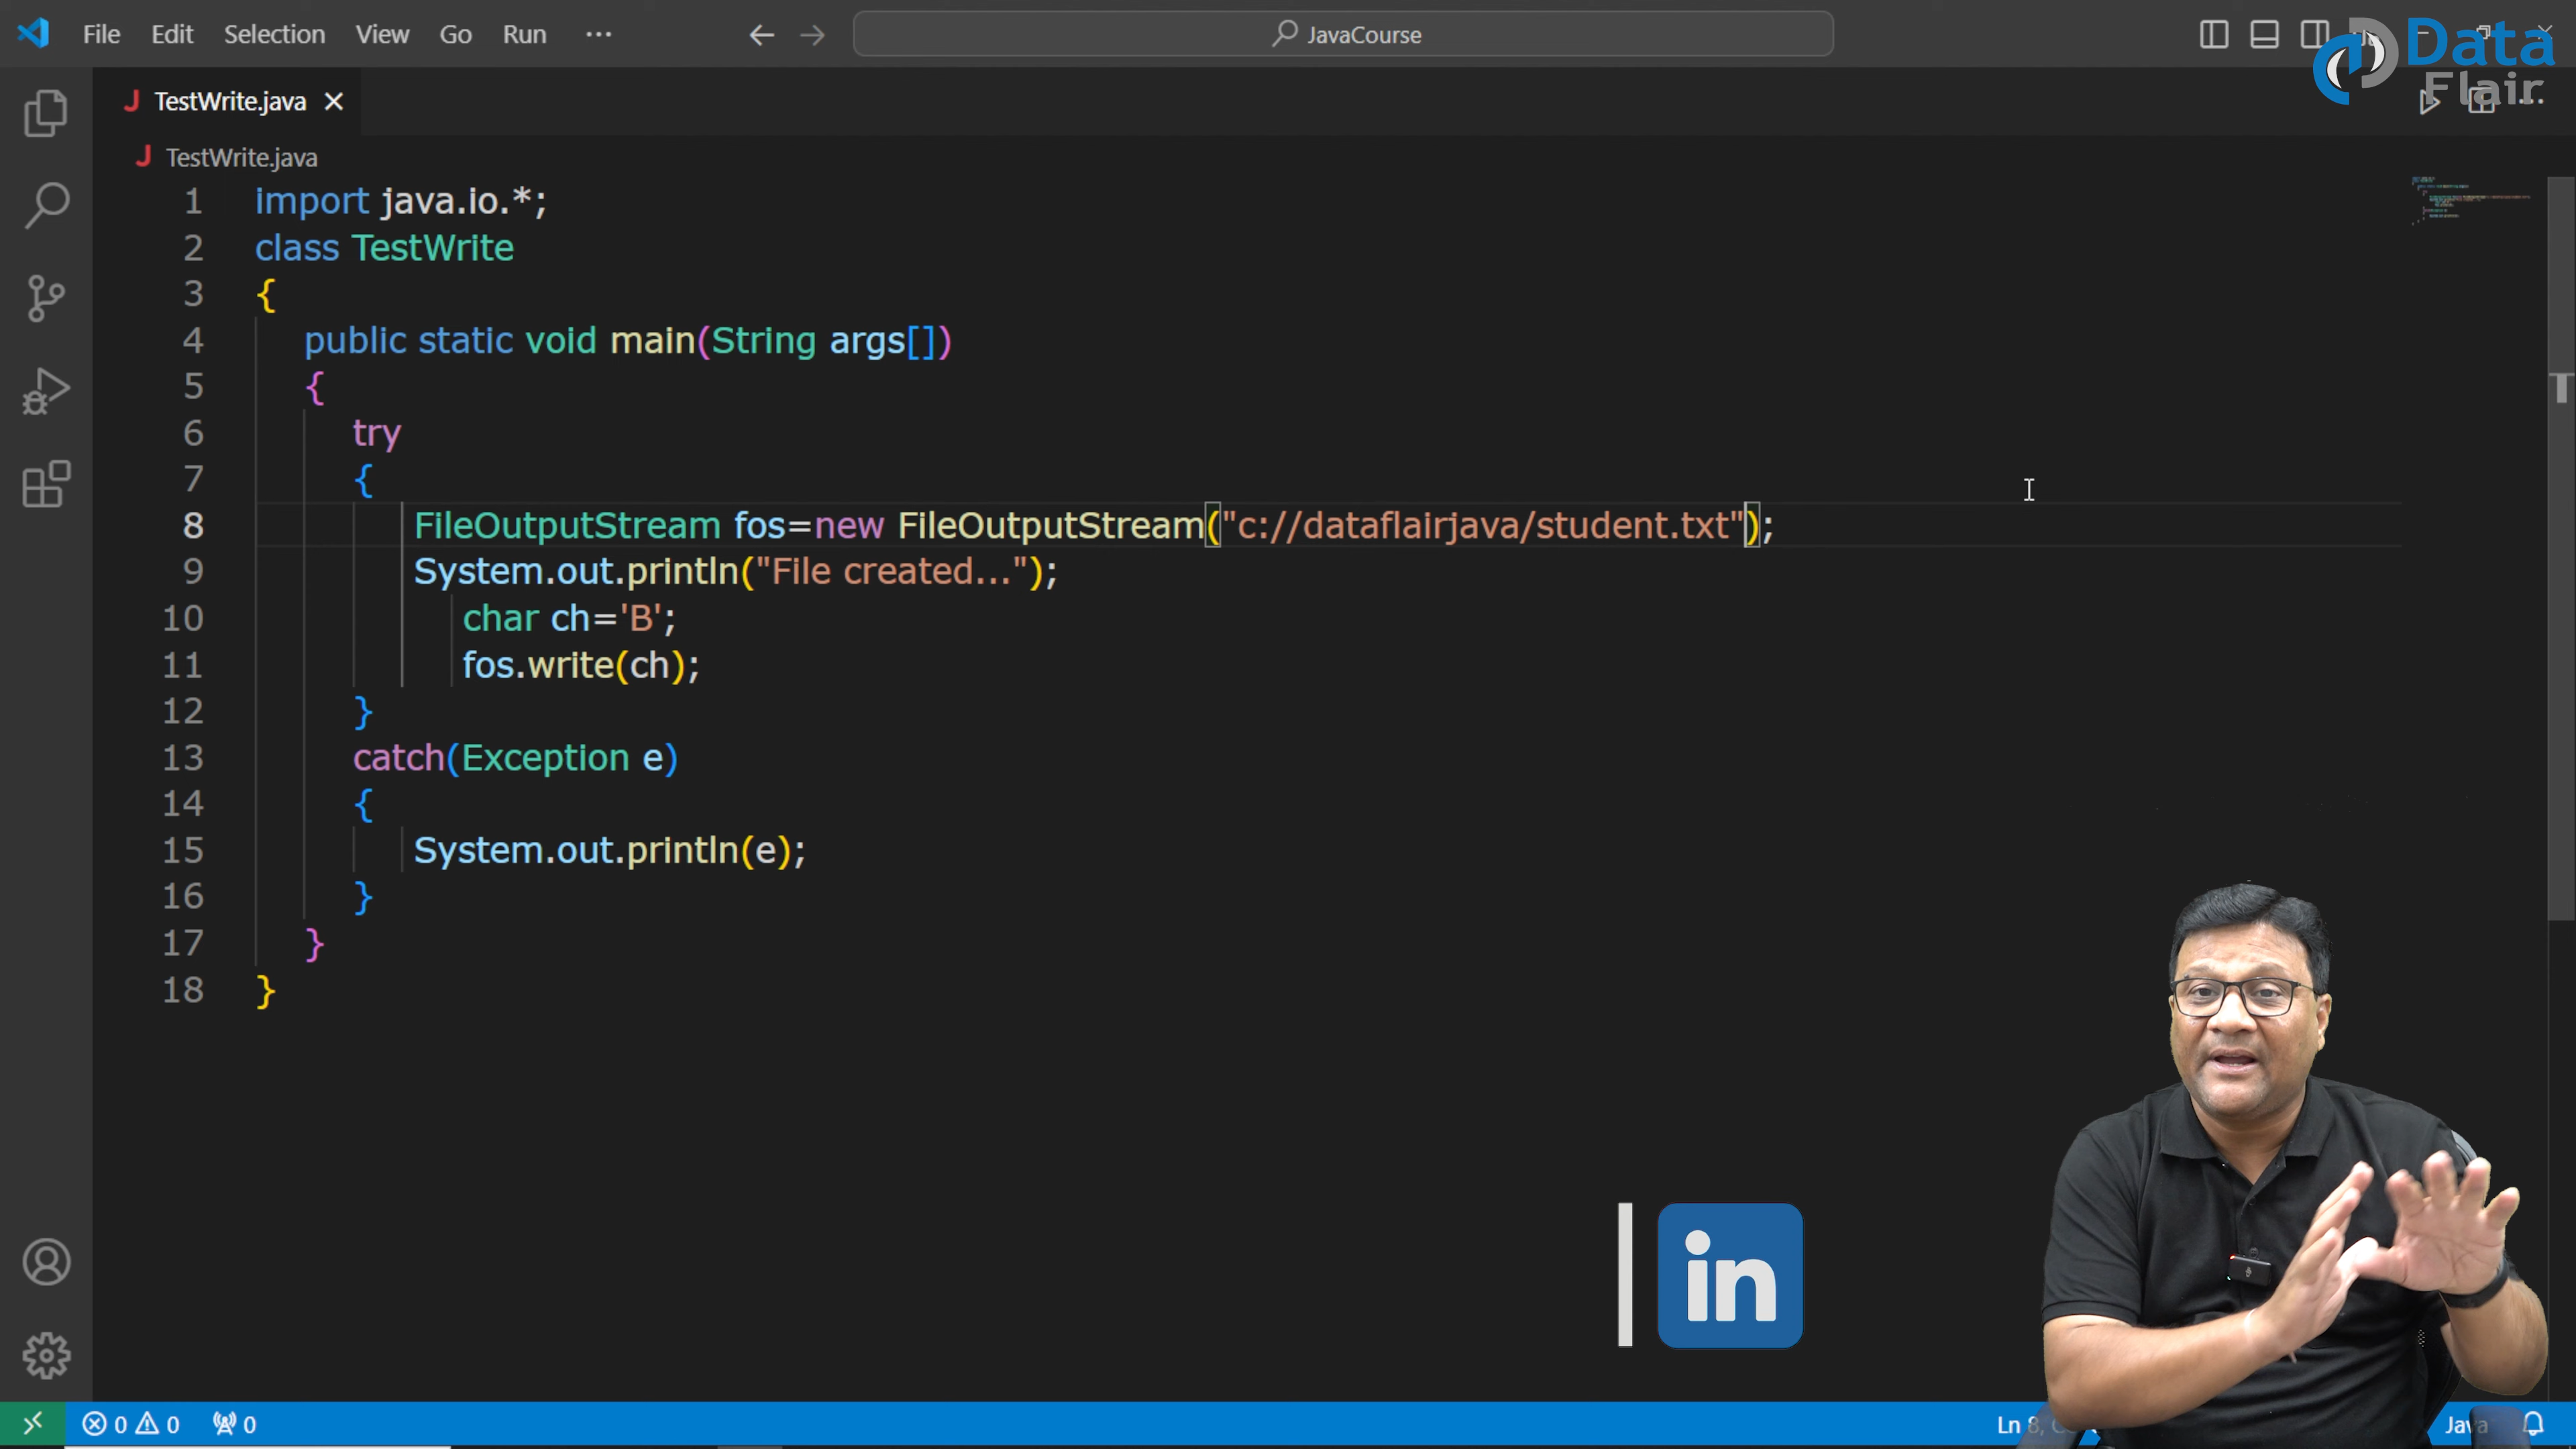 File Edit Selection View Go Run ... JavaCourse
Data
Flair
TestWrite.java
TestWrite.java
1 import java.io.*;
2 class TestWrite
3 {
4 public static void main(String args[])
5 {
6 try
7 {
8 FileOutputStream fos=new FileOutputStream("c://dataflairjava/student.txt");
9 System.out.println("File created...");
10 char ch='B';
11 fos.write(ch);
12 }
13 catch(Exception e)
14 {
15 System.out.println(e);
16 }
17 }
18 }
in
0 0 0 Ln 8, Java